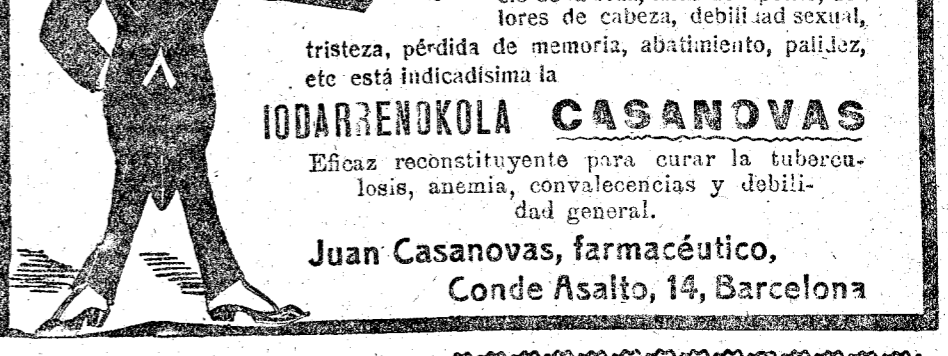 lores de cabeza, debilidad sexual,
tristeza, pérdida de memoria, abatimiento, palidez,
etc está indicadísima la
IODARRENOKOLA CASANOVAS
Eficaz reconstituyente para curar la tubercu-
losis, anemia, convalecencias y debili-
dad general.
Juan Casanovas, farmacéutico,
Conde Asalto, 14, Barcelona